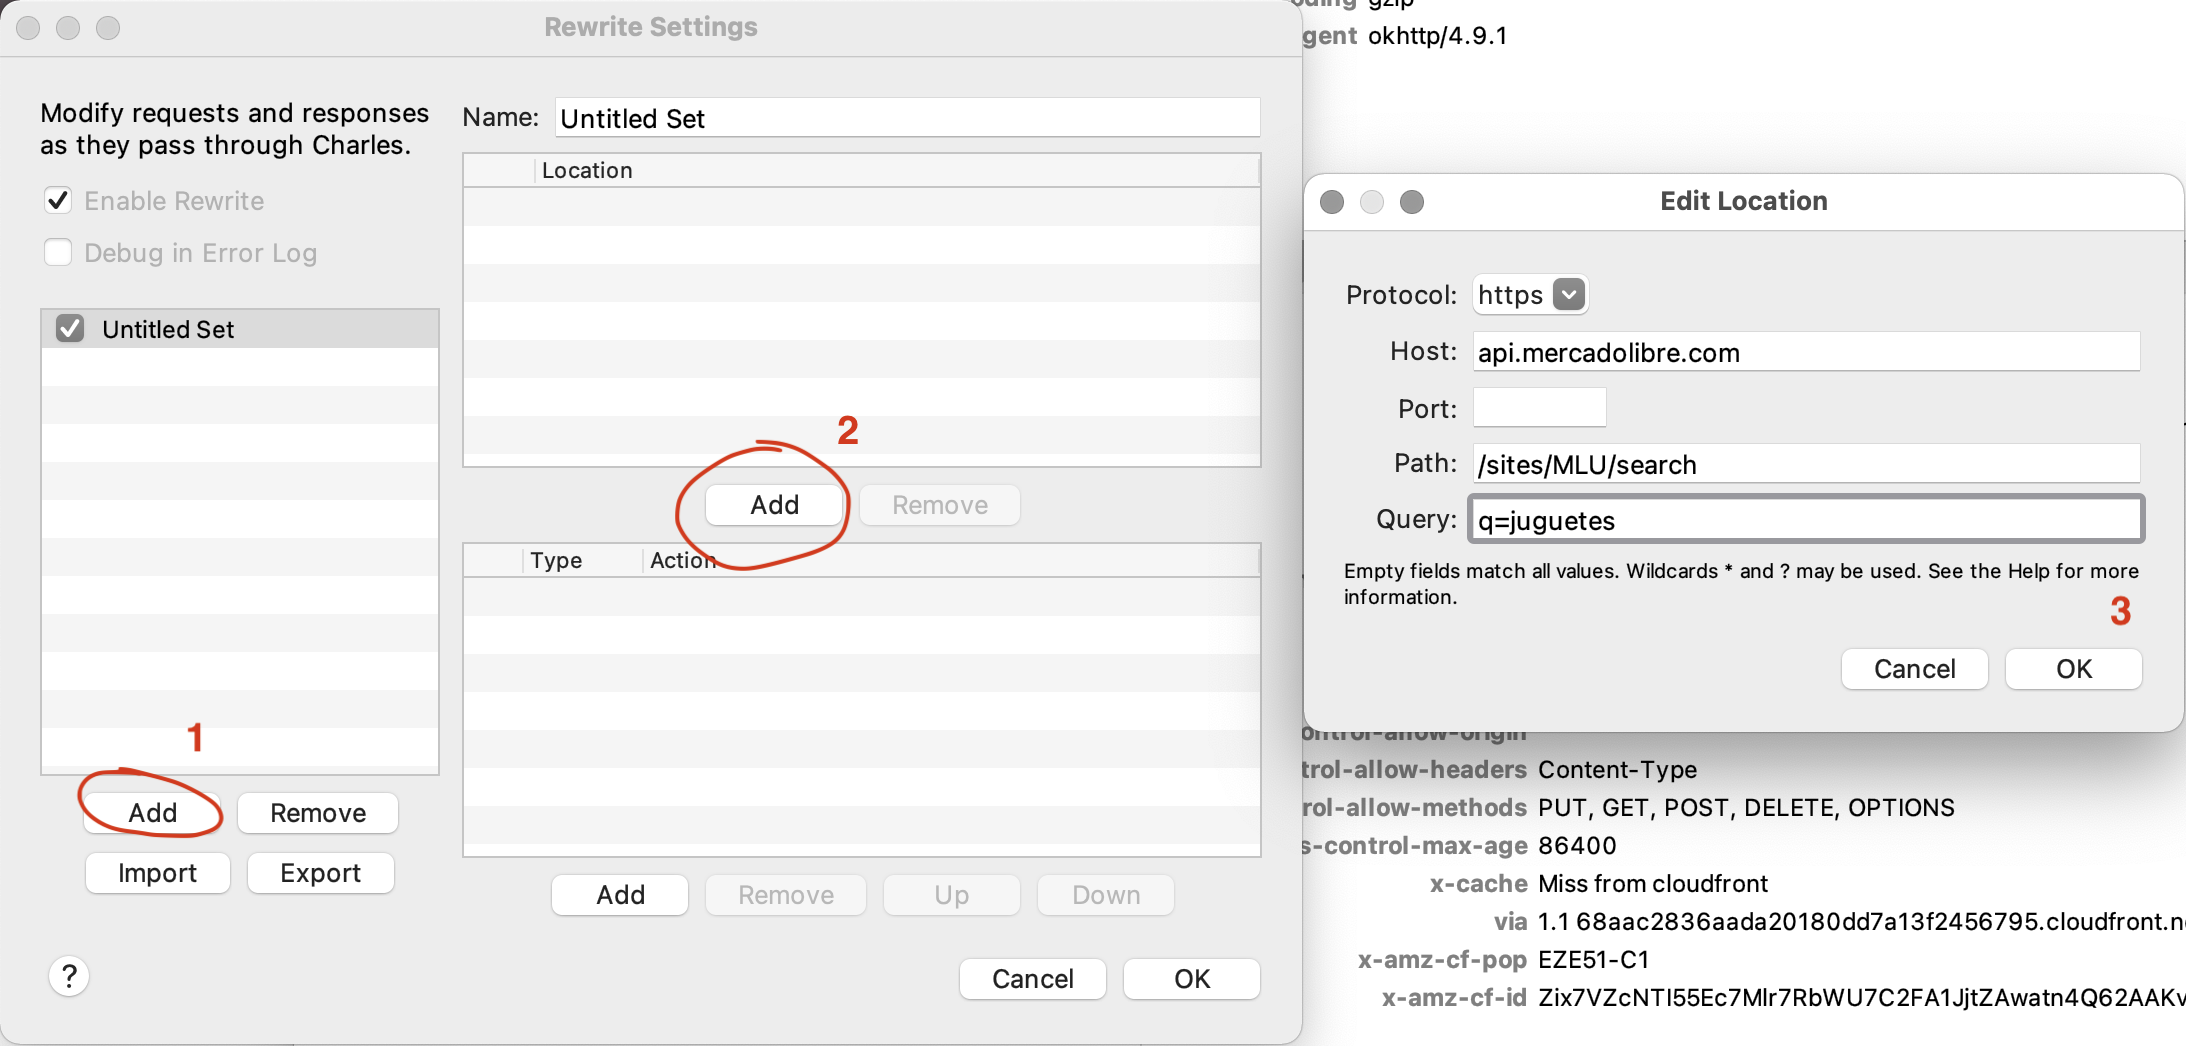 Rewrite Settings
Modify requests and responses
as they pass through Charles.
Enable Rewrite
Debug in Error Log
Untitled Set
1
Add
Remove
Import
Export
?
Name:
Untitled Set
Location
2
Add
Remove
Type
Action
Add
Remove
Up
Down
Cancel
OK
gzip
gent okhttp/4.9.1
Edit Location
Protocol: https
Host: api.mercadolibre.com
Port:
Path: /sites/MLU/search
Query: q=juguetes
Empty fields match all values. Wildcards * and ? may be used. See the Help for more
information.
3
Cancel
OK
ontrol-allow-origin
trol-allow-headers Content-Type
rol-allow-methods PUT, GET, POST, DELETE, OPTIONS
s-control-max-age 86400
x-cache Miss from cloudfront
via 1.1 68aac2836aada20180dd7a13f2456795.cloudfront.n
x-amz-cf-pop EZE51-C1
x-amz-cf-id